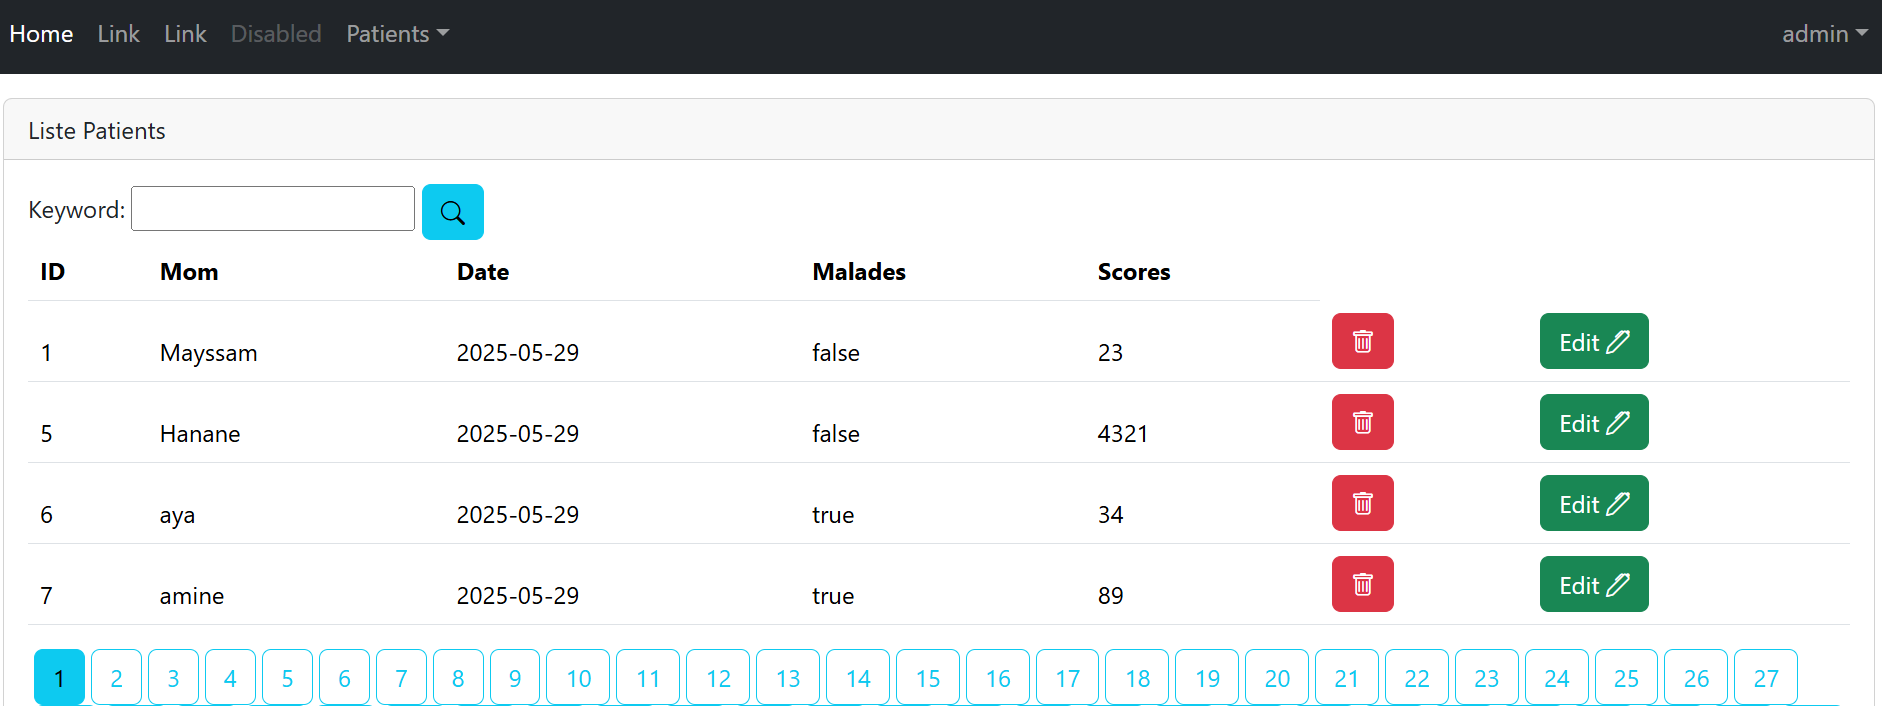 Home Link Link Disabled Patients admin
Liste Patients
Keyword:
ID Mom Date Malades Scores
1 Mayssam 2025-05-29 false 23 Edit
5 Hanane 2025-05-29 false 4321 Edit
6 aya 2025-05-29 true 34 Edit
7 amine 2025-05-29 true 89 Edit
1 2 3 4 5 6 7 8 9 10 11 12 13 14 15 16 17 18 19 20 21 22 23 24 25 26 27